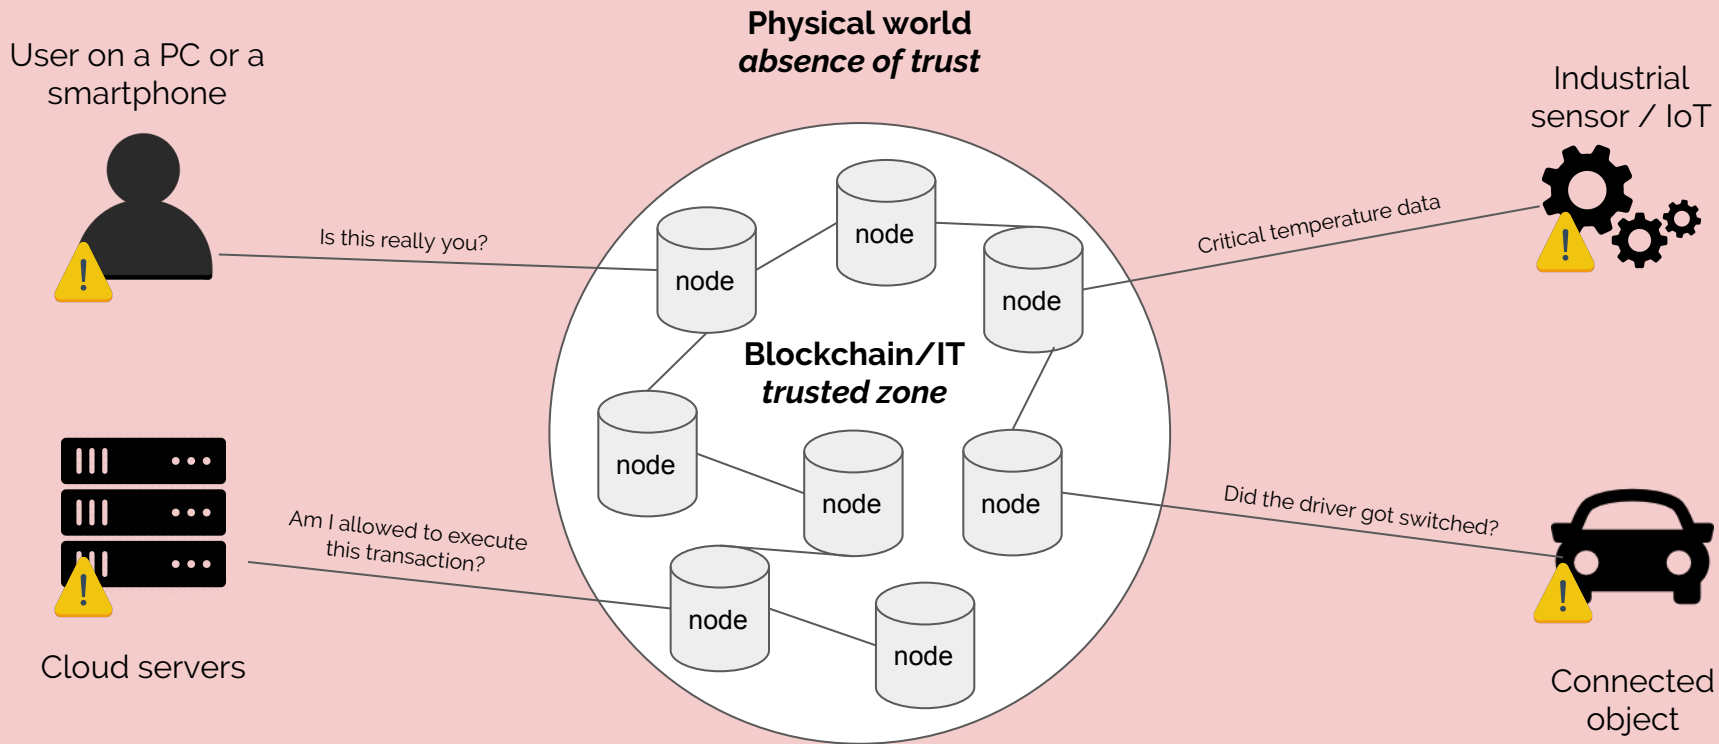 Physical world
absence of trust
User on a PC or a
smartphone
Industrial
sensor / IoT
Is this really you?
Critical temperature data
node
node
node
Blockchain/IT
trusted zone
node
node
node
Am I allowed to execute
this transaction?
Did the driver got switched?
node
node
Cloud servers
Connected
object